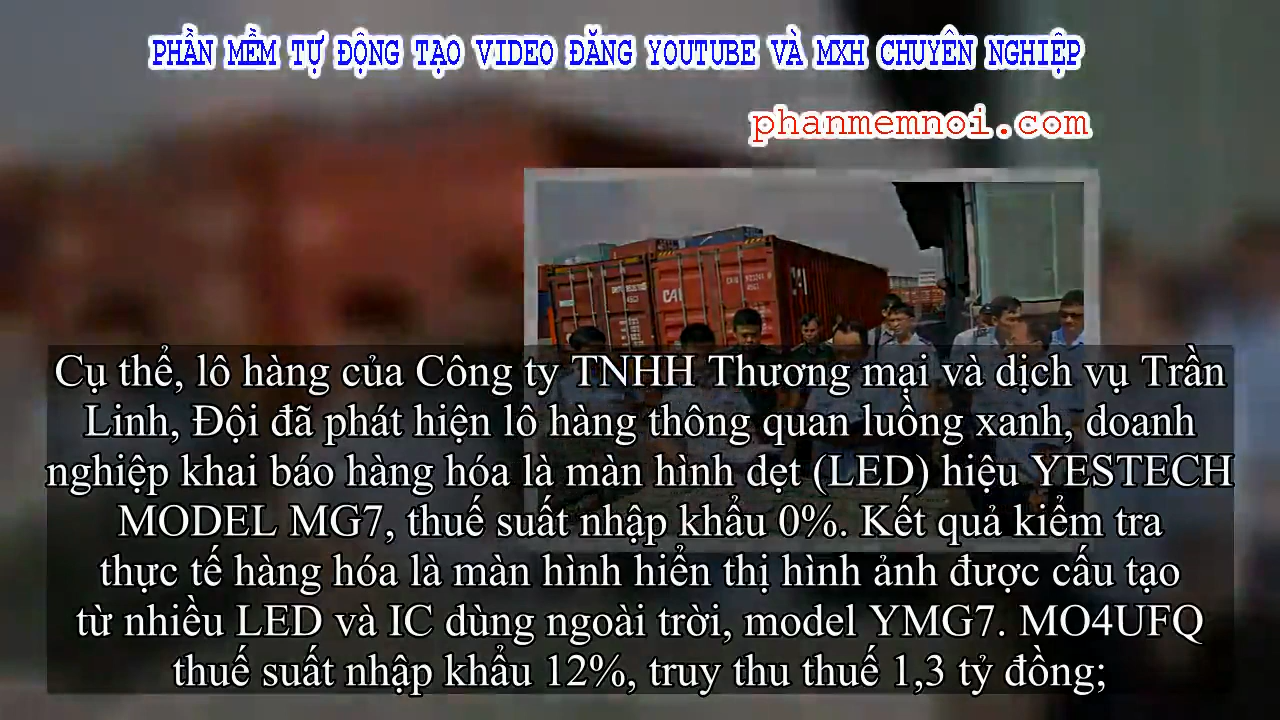 PHẦN MỀM TỰ ĐỘNG TẠO VIDEO ĐĂNG YOUTUBE VÀ MXH CHUYÊN NGHIỆP
phanmemnoi.com
CAI
Cụ thể, lô hàng của Công ty TNHH Thương mại và dịch vụ Trần
Linh, Đội đã phát hiện lô hàng thông quan luồng xanh, doanh
nghiệp khai báo hàng hóa là màn hình dẹt (LED) hiệu YESTECH
MODEL MG7, thuế suất nhập khẩu 0%. Kết quả kiểm tra
thực tế hàng hóa là màn hình hiển thị hình ảnh được cấu tạo
từ nhiều LED và IC dùng ngoài trời, model YMG7. MO4UFQ
thuế suất nhập khẩu 12%, truy thu thuế 1,3 tỷ đồng;